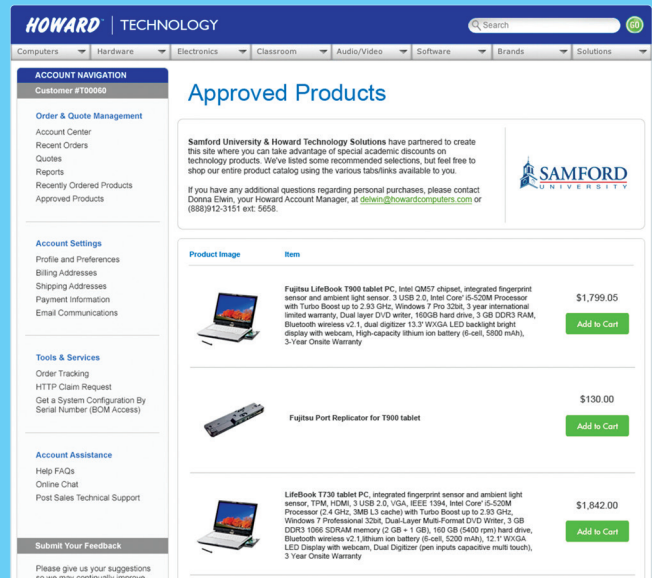 HOWARD | TECHNOLOGY
Search
GO
Computers Hardware Electronics Classroom Audio/Video Software Brands Solutions
ACCOUNT NAVIGATION
Customer #T00060
Order & Quote Management
Account Center
Recent Orders
Quotes
Reports
Recently Ordered Products
Approved Products
Account Settings
Profile and Preferences
Billing Addresses
Shipping Addresses
Payment Information
Email Communications
Tools & Services
Order Tracking
HTTP Claim Request
Get a System Configuration By
Serial Number (BOM Access)
Account Assistance
Help FAQs
Online Chat
Post Sales Technical Support
Submit Your Feedback
Please give us your suggestions
so we may continually improve
Approved Products
Samford University & Howard Technology Solutions have partnered to create
this site where you can take advantage of special academic discounts on
technology products. We've listed some recommended selections, but feel free to
shop our entire product catalog using the various tabs/links available to you.
If you have any additional questions regarding personal purchases, please contact
Donna Elwin, your Howard Account Manager, at delwin@howardcomputers.com or
(888)912-3151 ext: 5658.
SAMFORD
UNIVERSITY
Product Image Item
Fujitsu LifeBook T900 tablet PC, Intel QM57 chipset, integrated fingerprint
sensor and ambient light sensor. 3 USB 2.0, Intel Core' i5-520M Processor
with Turbo Boost up to 2.93 GHz, Windows 7 Pro 32bit, 3 year international
limited warranty, Dual layer DVD writer, 160GB hard drive, 3 GB DDR3 RAM,
Bluetooth wireless v2.1, dual digitizer 13.3' WXGA LED backlight bright
display with webcam, High-capacity lithium ion battery (6-cell, 5800 mAh),
3-Year Onsite Warranty
$1,799.05
Add to Cart
Fujitsu Port Replicator for T900 tablet
$130.00
Add to Cart
LifeBook T730 tablet PC, integrated fingerprint sensor and ambient light
sensor, TPM, HDMI, 3 USB 2.0, VGA, IEEE 1394, Intel Core' i5-520M
Processor (2.4 GHz, 3MB L3 cache) with Turbo Boost up to 2.93 GHz,
Windows 7 Professional 32bit, Dual-Layer Multi-Format DVD Writer, 3 GB
DDR3 1066 SDRAM memory (2 GB + 1 GB), 160 GB (5400 rpm) hard drive,
Bluetooth wireless v2.1,lithium ion battery (6-cell, 5200 mAh), 12.1' WXGA
LED Display with webcam, Dual Digitizer (pen inputs capacitive multi touch),
3 Year Onsite Warranty
$1,842.00
Add to Cart